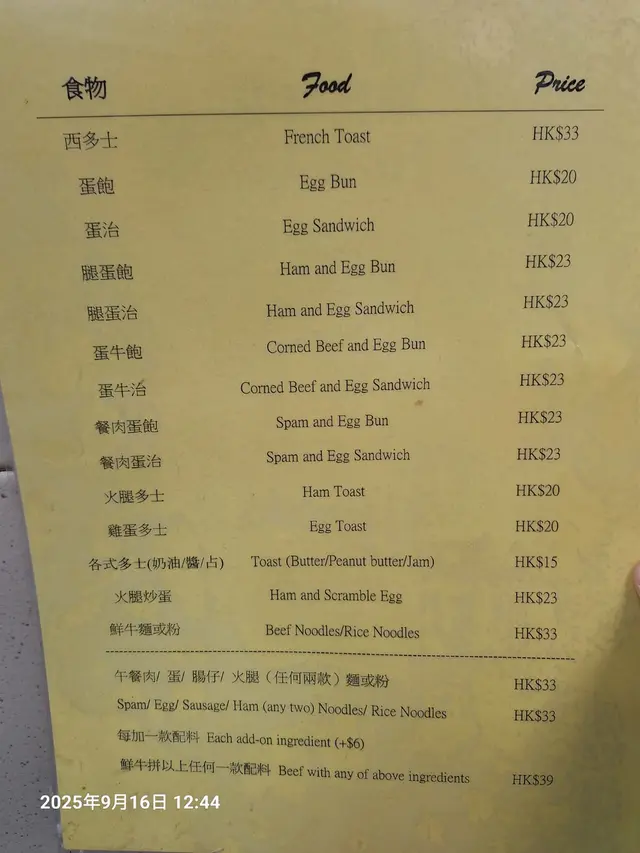 食物 Food Price
西多士 French Toast HK$33
蛋飽 Egg Bun HK$20
蛋治 Egg Sandwich HK$20
腿蛋飽 Ham and Egg Bun HK$23
腿蛋治 Ham and Egg Sandwich HK$23
蛋牛飽 Corned Beef and Egg Bun HK$23
蛋牛治 Corned Beef and Egg Sandwich HK$23
餐肉蛋飽 Spam and Egg Bun HK$23
餐肉蛋治 Spam and Egg Sandwich HK$23
火腿多士 Ham Toast HK$20
雞蛋多士 Egg Toast HK$20
各式多士(奶油/醬/占) Toast (Butter/Peanut butter/Jam) HK$15
火腿炒蛋 Ham and Scramble Egg HK$23
鮮牛麵或粉 Beef Noodles/Rice Noodles HK$33
午餐肉/ 蛋/ 腸仔/ 火腿（任何兩款）麵或粉 HK$33
Spam/ Egg/ Sausage/ Ham (any two) Noodles/ Rice Noodles HK$33
每加一款配料 Each add-on ingredient (+$6)
鮮牛拼以上任何一款配料 Beef with any of above ingredients HK$39
2025年9月16日 12:44